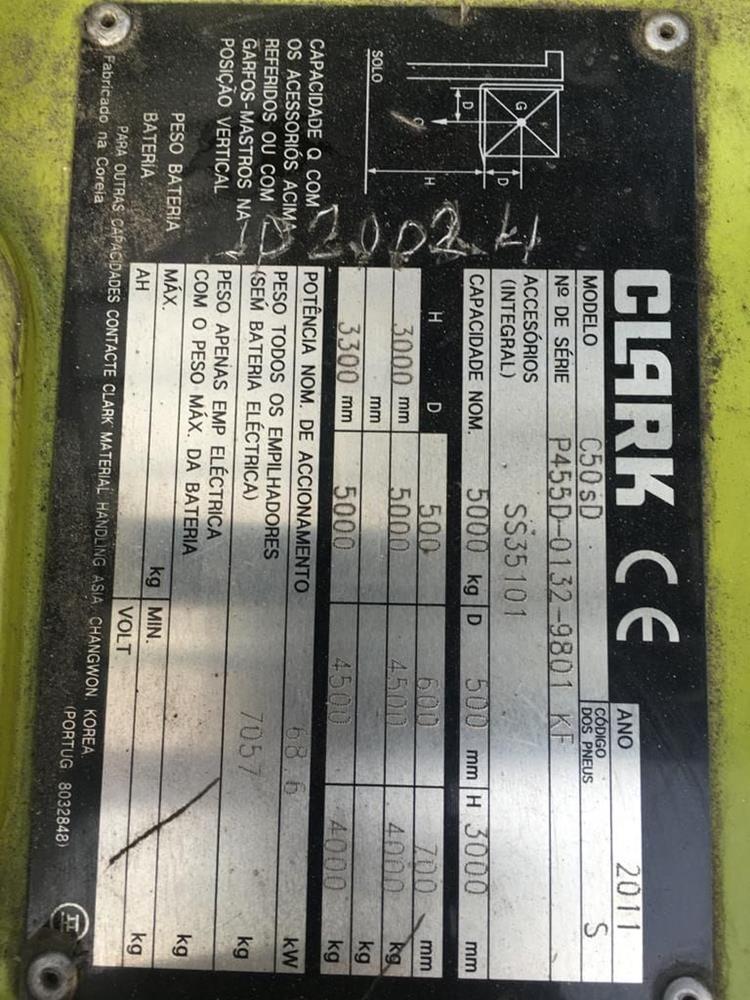 CLARK CE
MODELO C50sD ANO 2011
Nº DE SÉRIE P455D-0132-9801 KF CÓDIGO DOS PNEUS S
ACCESÓRIOS (INTEGRAL) SS35101
CAPACIDADE NOM. 5000 kg D 500 mm H 3000 mm
H D 500 600 700 mm
3000 mm 5000 4500 4000 kg
mm kg
3300 mm 5000 4500 4000 kg
POTÊNCIA NOM. DE ACCIONAMENTO 68.6 kW
PESO TODOS OS EMPILHADORES
(SEM BATERIA ELÉCTRICA) 7057 kg
PESO APENAS EMP ELÉCTRICA
COM O PESO MÁX. DA BATERIA kg
PESO BATERIA MÁX. kg MIN. kg
BATERIA AH VOLT
PARA OUTRAS CAPACIDADES CONTACTE CLARK MATERIAL HANDLING ASIA CHANGWON KOREA
Fabricado na Coreia (PORTUG 8032848)
SOLO
G
D
Q
H
D
CAPACIDADE Q COM
OS ACESSORIÓS ACIMA
REFERIDOS OU COM
GARFOS-MASTROS NA
POSIÇÃO VERTICAL